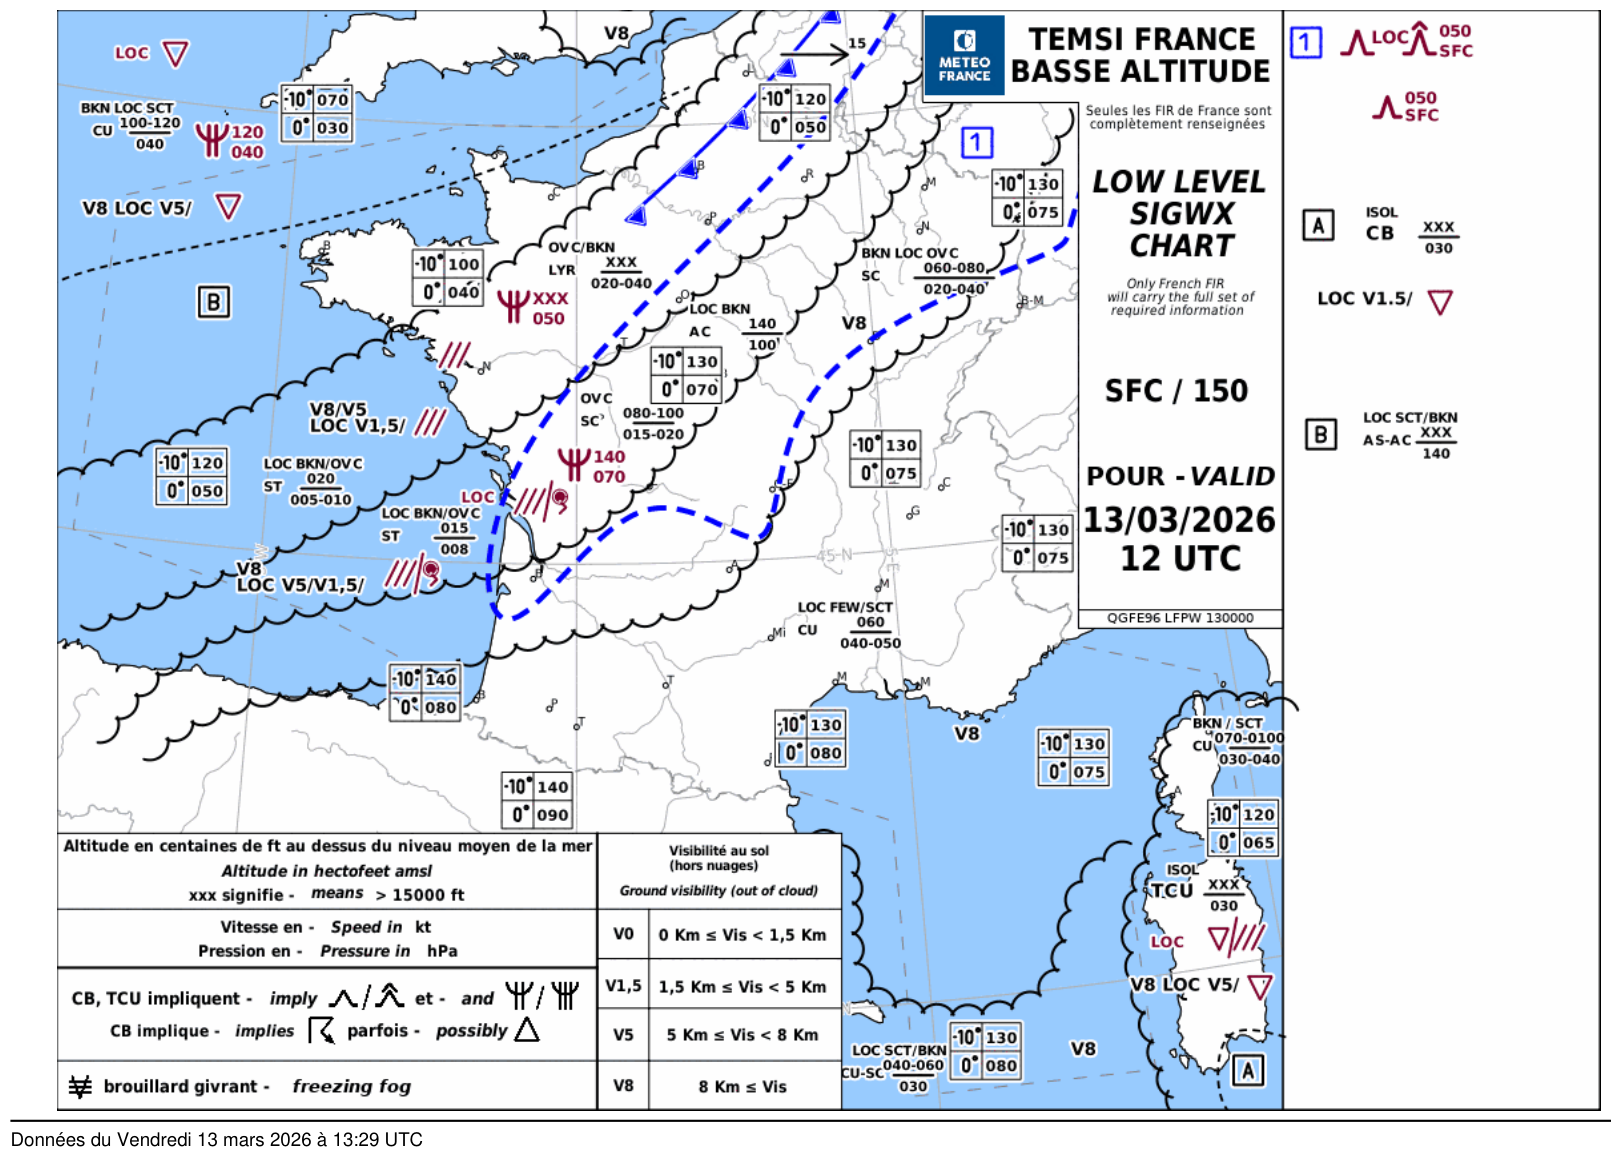 LOC
BKN LOC SCT
CU 100-120
040
120
040
V8 LOC V5/
-10° 070
0° 030
V8
15
-10° 120
0° 050
METEO
FRANCE
TEMSI FRANCE
BASSE ALTITUDE
Seules les FIR de France sont
complètement renseignées
LOW LEVEL
SIGWX
CHART
Only French FIR
will carry the full set of
required information
SFC / 150
POUR - VALID
13/03/2026
12 UTC
QGFE96 LFPW 130000
1
LOC
050
SFC
050
SFC
A
ISOL
CB
XXX
030
LOC V1.5/
B
LOC SCT/BKN
AS-AC XXX
140
1
-10° 130
0° 075
B
-10° 100
0° 040
OVC/BKN
LYR
XXX
020-040
XXX
050
BKN LOC OVC
SC
060-080
020-040
V8
LOC BKN
AC
140
100
-10° 130
0° 070
OVC
SC
080-100
015-020
140
070
LOC
V8/V5
LOC V1,5/
-10° 120
0° 050
LOC BKN/OVC
ST
020
005-010
LOC BKN/OVC
ST
015
008
V8
LOC V5/V1,5/
-10° 130
0° 075
-10° 130
0° 075
45 N
LOC FEW/SCT
CU
060
040-050
-10° 140
0° 080
-10° 140
0° 090
-10° 130
0° 080
V8
-10° 130
0° 075
BKN / SCT
CU
070-0100
030-040
-10° 120
0° 065
ISOL
TCU
XXX
030
LOC
V8 LOC V5/
A
V8
LOC SCT/BKN
CU-SC 040-060
030
-10° 130
0° 080
Altitude en centaines de ft au dessus du niveau moyen de la mer
Altitude in hectofeet amsl
xxx signifie - means > 15000 ft
Vitesse en - Speed in kt
Pression en - Pressure in hPa
CB, TCU impliquent - imply / et - and /
CB implique - implies parfois - possibly
brouillard givrant - freezing fog
Visibilité au sol
(hors nuages)
Ground visibility (out of cloud)
V0 0 Km ≤ Vis < 1,5 Km
V1,5 1,5 Km ≤ Vis < 5 Km
V5 5 Km ≤ Vis < 8 Km
V8 8 Km ≤ Vis
Données du Vendredi 13 mars 2026 à 13:29 UTC